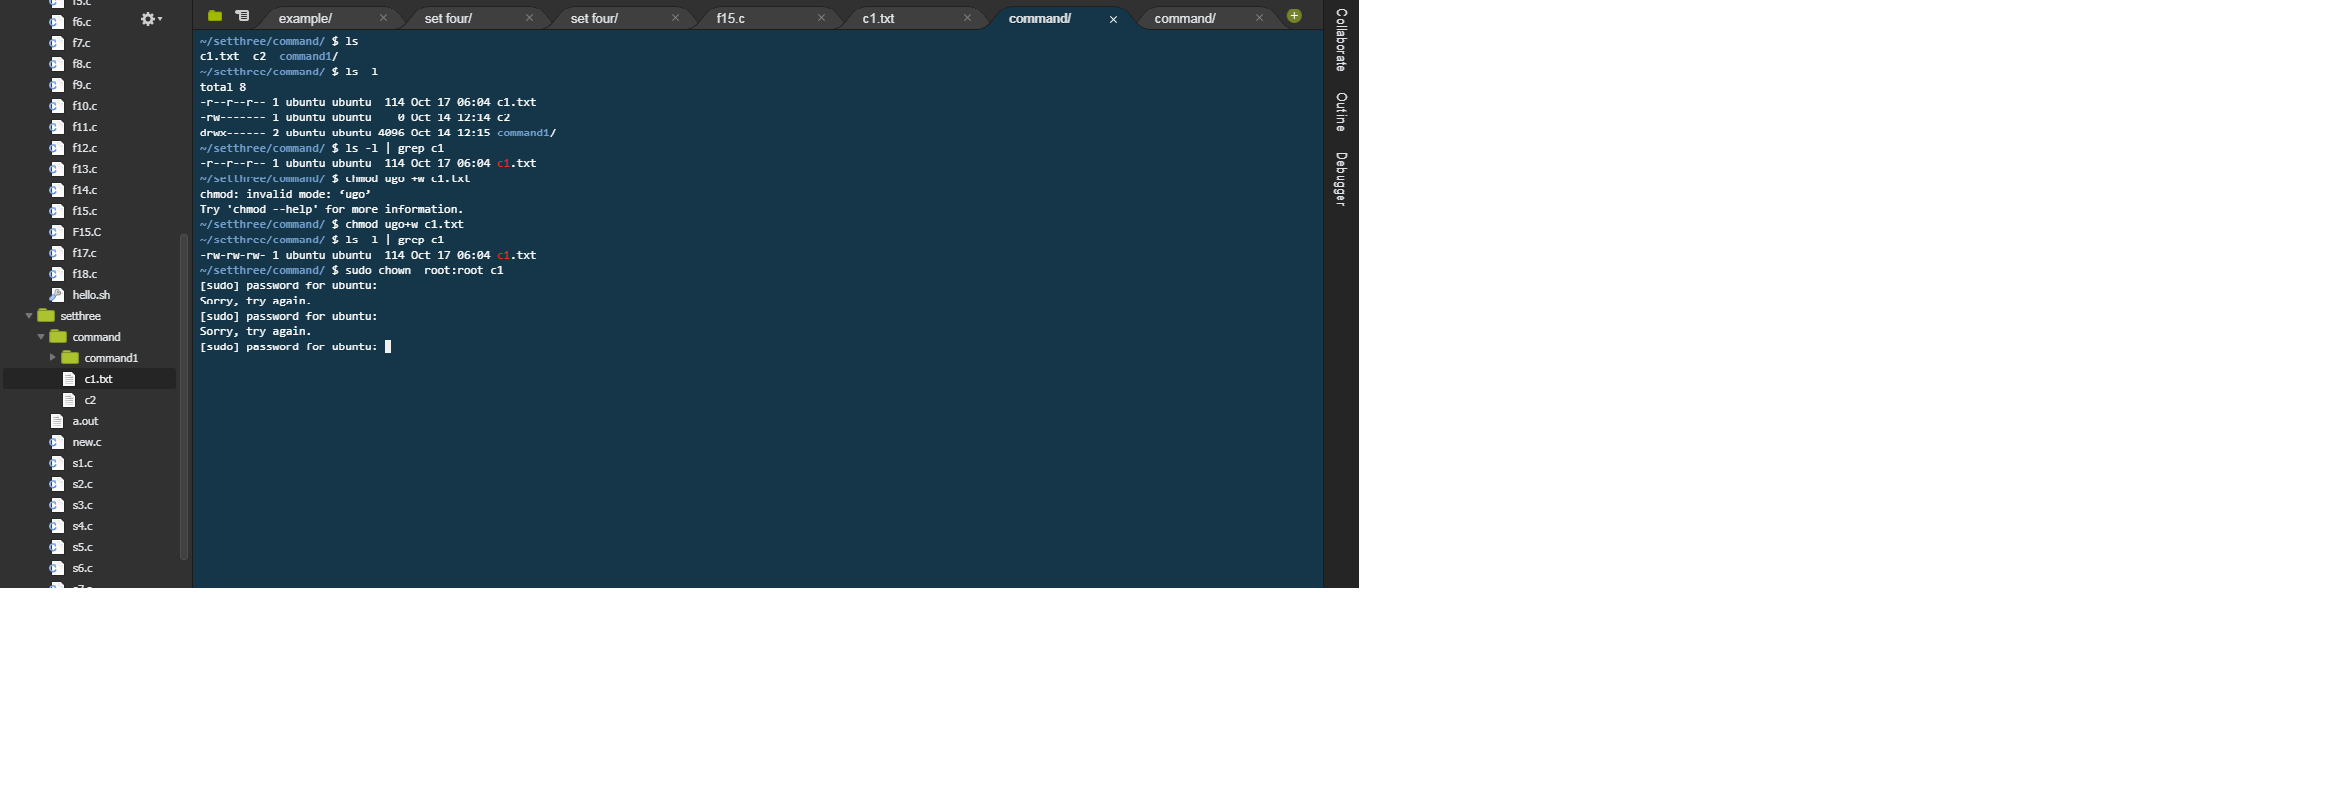 f5.c
f6.c
f7.c
f8.c
f9.c
f10.c
f11.c
f12.c
f13.c
f14.c
f15.c
F15.C
f17.c
f18.c
hello.sh
setthree
command
command1
c1.txt
c2
a.out
new.c
s1.c
s2.c
s3.c
s4.c
s5.c
s6.c
example/ set four/ set four/ f15.c c1.txt command/ command/
~/setthree/command/ $ ls
c1.txt  c2  command1/
~/setthree/command/ $ ls -l
total 8
-r--r--r-- 1 ubuntu ubuntu  114 Oct 17 06:04 c1.txt
-rw------- 1 ubuntu ubuntu    0 Oct 14 12:14 c2
drwx------ 2 ubuntu ubuntu 4096 Oct 14 12:15 command1/
~/setthree/command/ $ ls -l | grep c1
-r--r--r-- 1 ubuntu ubuntu  114 Oct 17 06:04 c1.txt
~/setthree/command/ $ chmod ugo +w c1.txt
chmod: invalid mode: ‘ugo’
Try 'chmod --help' for more information.
~/setthree/command/ $ chmod ugo+w c1.txt
~/setthree/command/ $ ls -l | grep c1
-rw-rw-rw- 1 ubuntu ubuntu  114 Oct 17 06:04 c1.txt
~/setthree/command/ $ sudo chown  root:root c1
[sudo] password for ubuntu:
Sorry, try again.
[sudo] password for ubuntu:
Sorry, try again.
[sudo] password for ubuntu:
Collaborate
Outline
Debugger